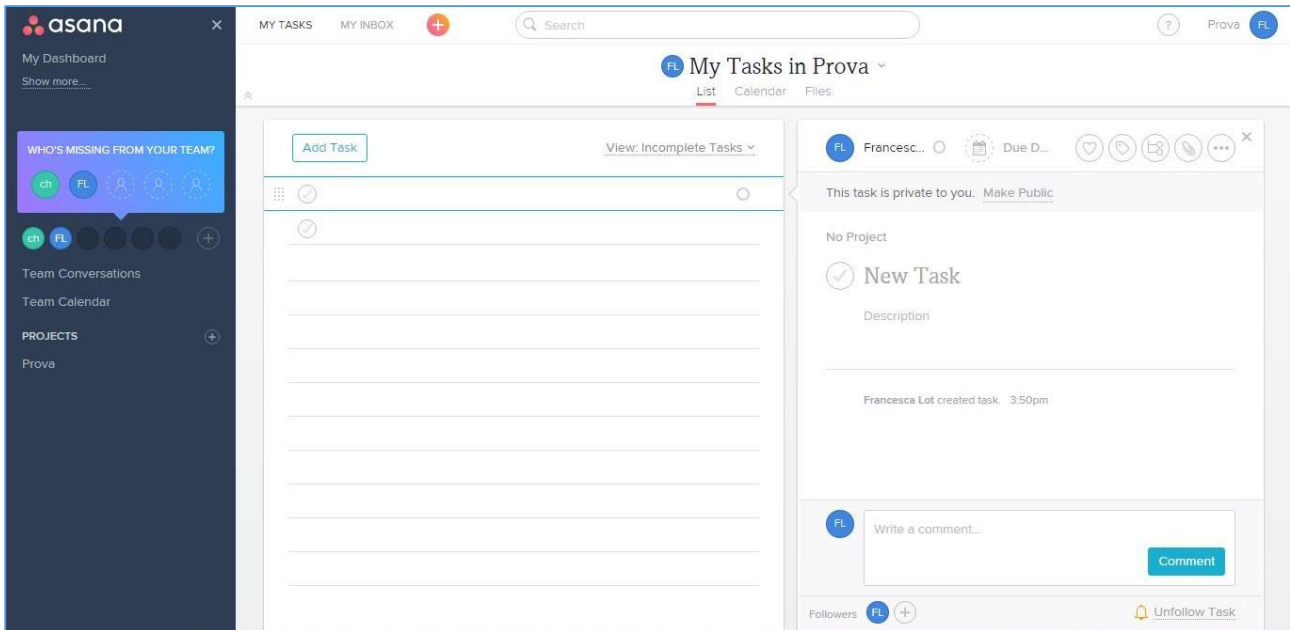 asana
My Dashboard
Show more...
WHO'S MISSING FROM YOUR TEAM?
ch FL
ch FL
Team Conversations
Team Calendar
PROJECTS
Prova
MY TASKS MY INBOX Search ? Prova FL
FL My Tasks in Prova
List Calendar Files
Add Task View: Incomplete Tasks
FL Francesc... Due D...
This task is private to you. Make Public
No Project
New Task
Description
Francesca Lot created task. 3:50pm
FL Write a comment...
Comment
Followers FL Unfollow Task